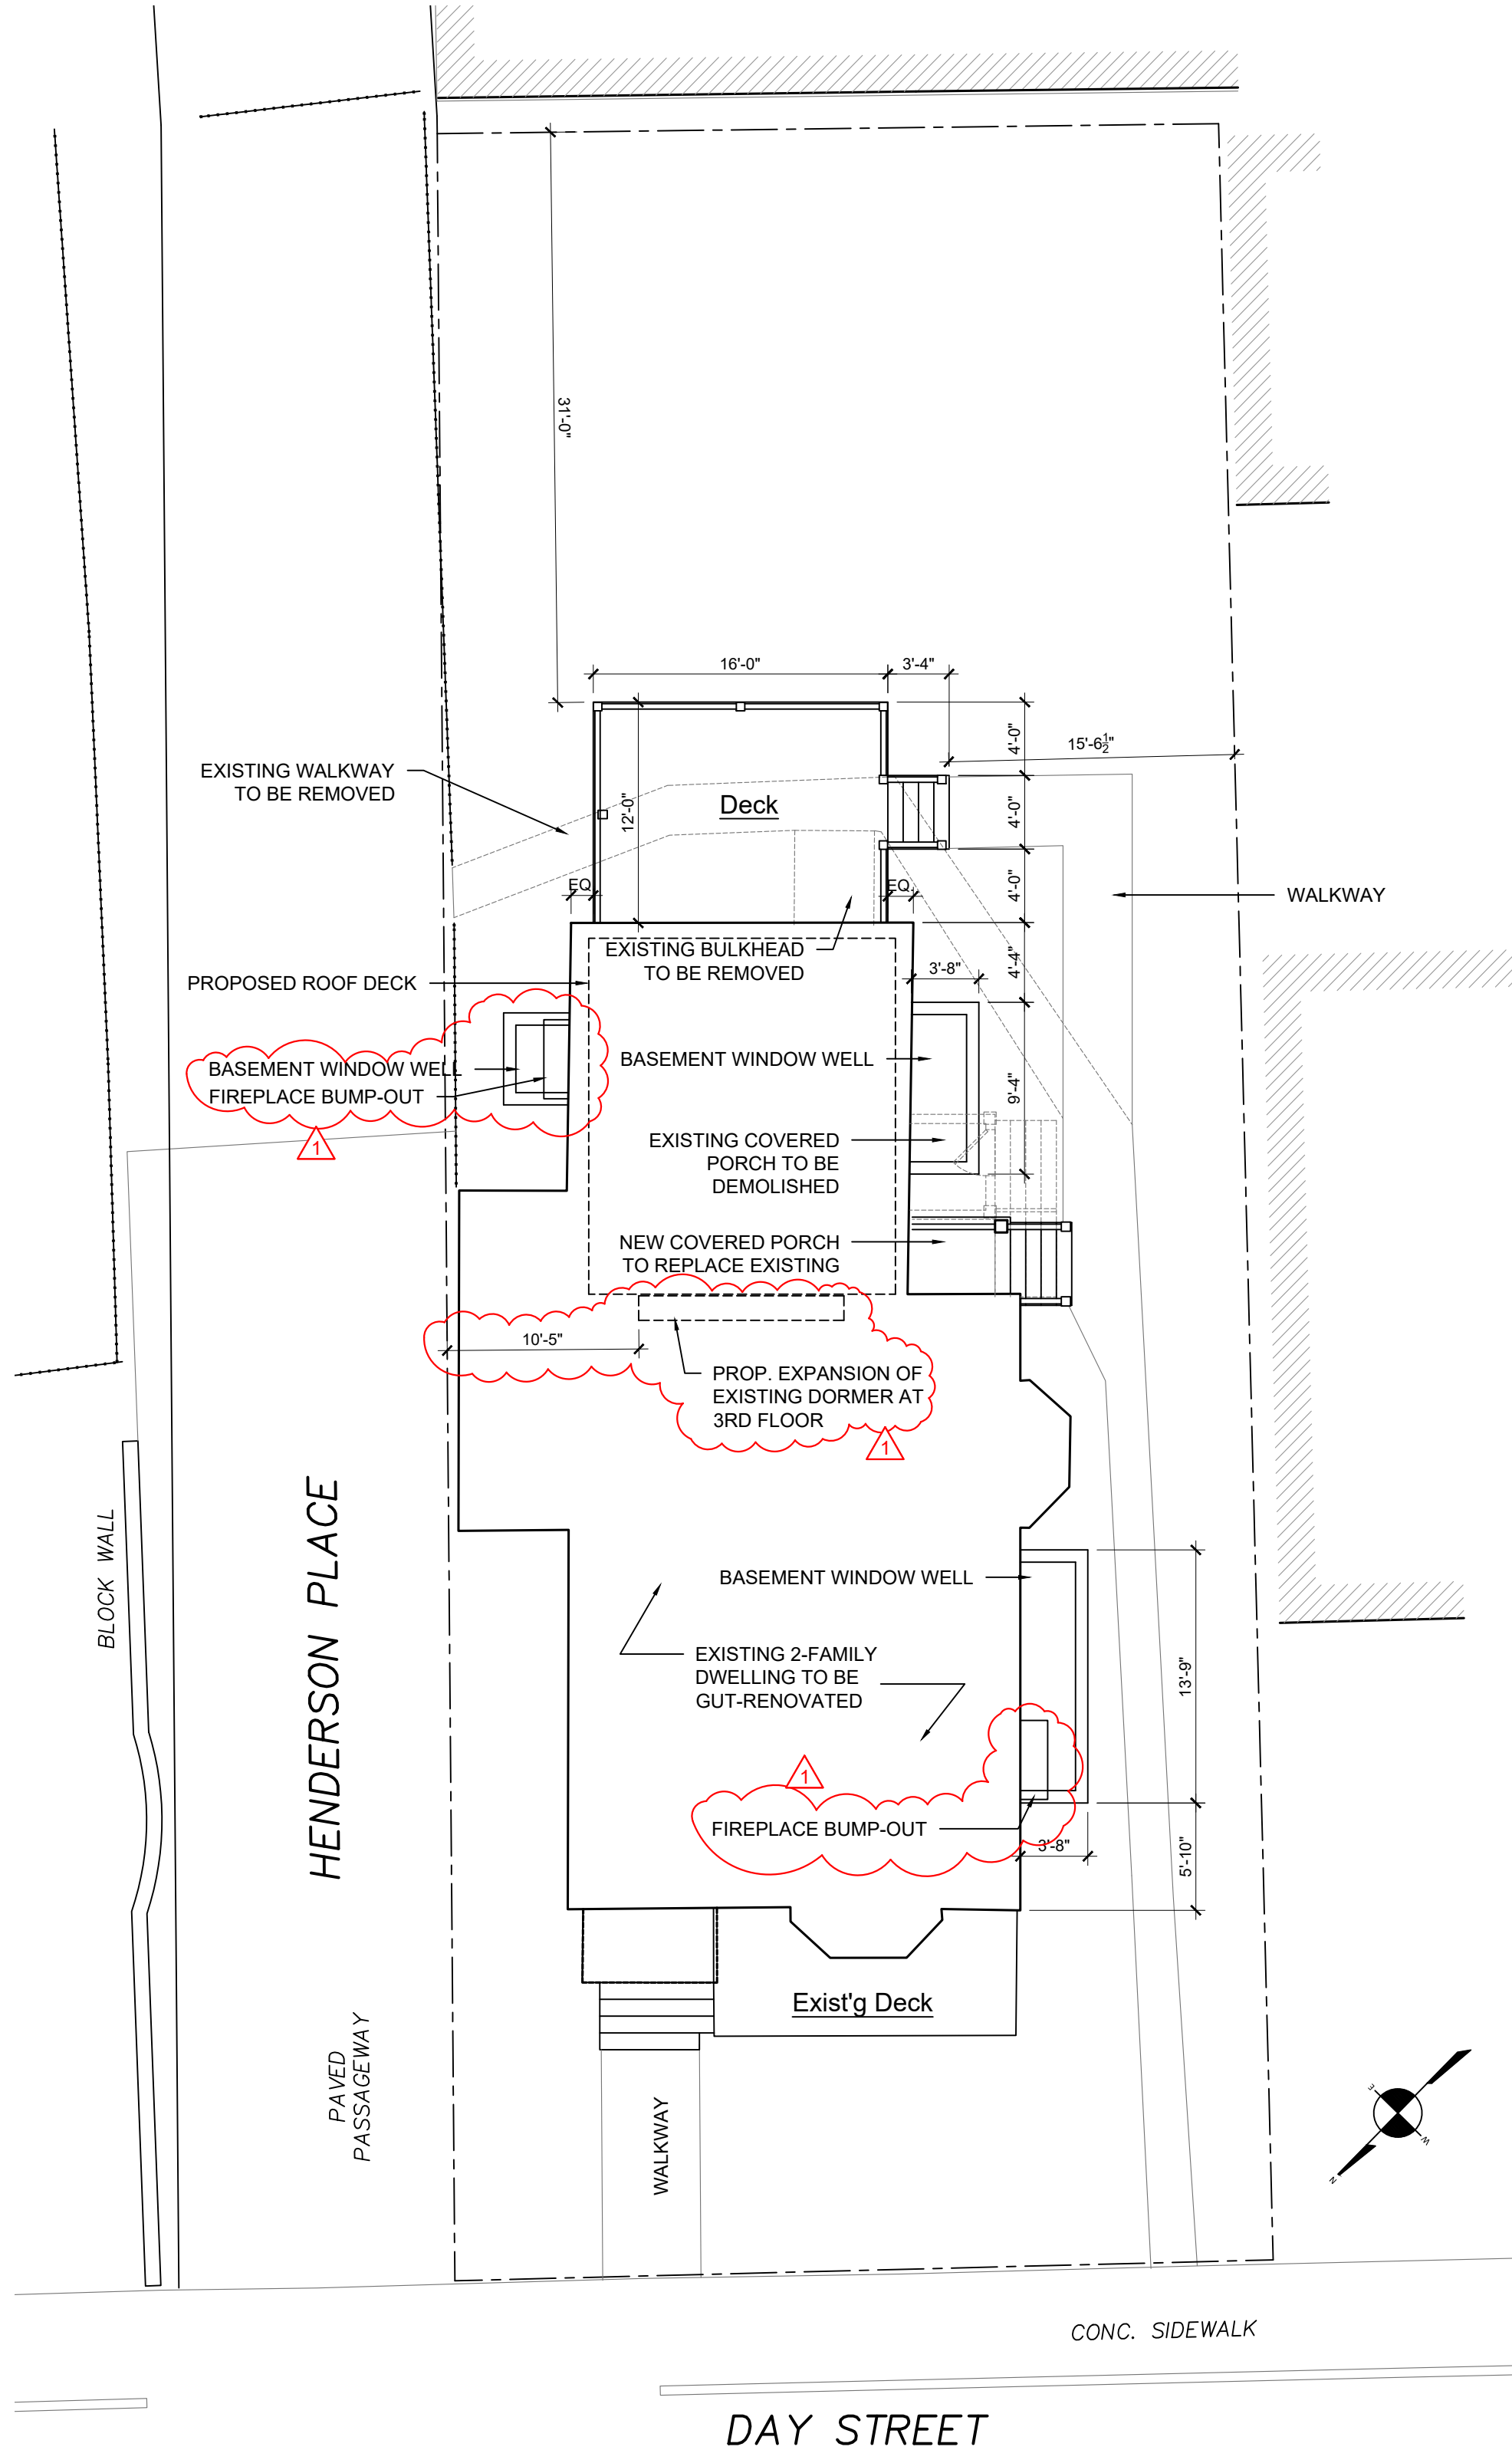 31'-0"
16'-0"
3'-4"
4'-0"
15'-6½"
EXISTING WALKWAY
TO BE REMOVED
Deck
12'-0"
4'-0"
EQ.
EQ.
4'-0"
WALKWAY
EXISTING BULKHEAD
TO BE REMOVED
4'-4"
3'-8"
PROPOSED ROOF DECK
BASEMENT WINDOW WELL
FIREPLACE BUMP-OUT
1
BASEMENT WINDOW WELL
9'-4"
EXISTING COVERED
PORCH TO BE
DEMOLISHED
NEW COVERED PORCH
TO REPLACE EXISTING
10'-5"
PROP. EXPANSION OF
EXISTING DORMER AT
3RD FLOOR
1
BLOCK WALL
HENDERSON PLACE
BASEMENT WINDOW WELL
EXISTING 2-FAMILY
DWELLING TO BE
GUT-RENOVATED
13'-9"
1
FIREPLACE BUMP-OUT
3'-8"
5'-10"
Exist'g Deck
PAVED
PASSAGEWAY
WALKWAY
E
W
N
CONC. SIDEWALK
DAY STREET